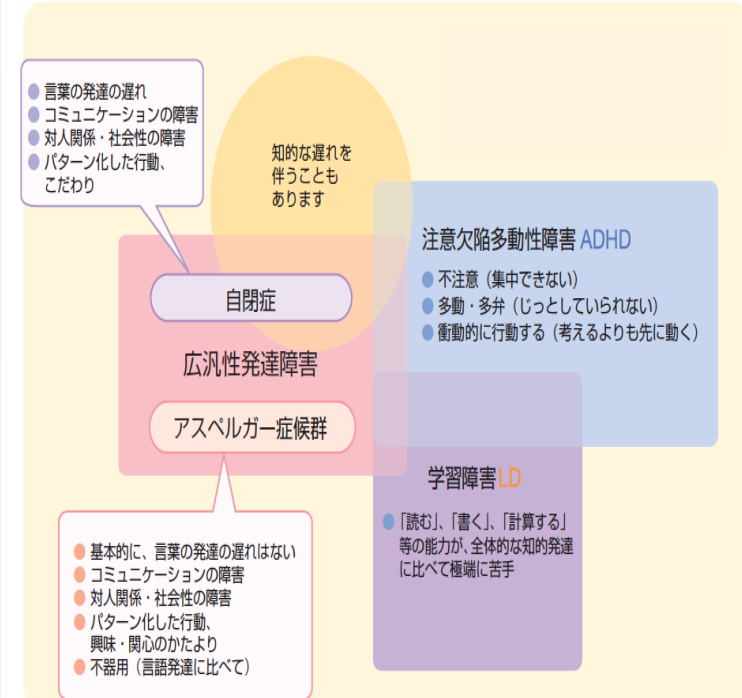 ● 言葉の発達の遅れ
● コミュニケーションの障害
● 対人関係・社会性の障害
● パターン化した行動、
こだわり
知的な遅れを
伴うことも
あります
自閉症
広汎性発達障害
アスペルガー症候群
● 基本的に、言葉の発達の遅れはない
● コミュニケーションの障害
● 対人関係・社会性の障害
● パターン化した行動、
興味・関心のかたより
● 不器用（言語発達に比べて）
注意欠陥多動性障害 ADHD
● 不注意（集中できない）
● 多動・多弁（じっとしていられない）
● 衝動的に行動する（考えるよりも先に動く）
学習障害 LD
● 「読む」、「書く」、「計算する」
等の能力が、全体的な知的発達
に比べて極端に苦手